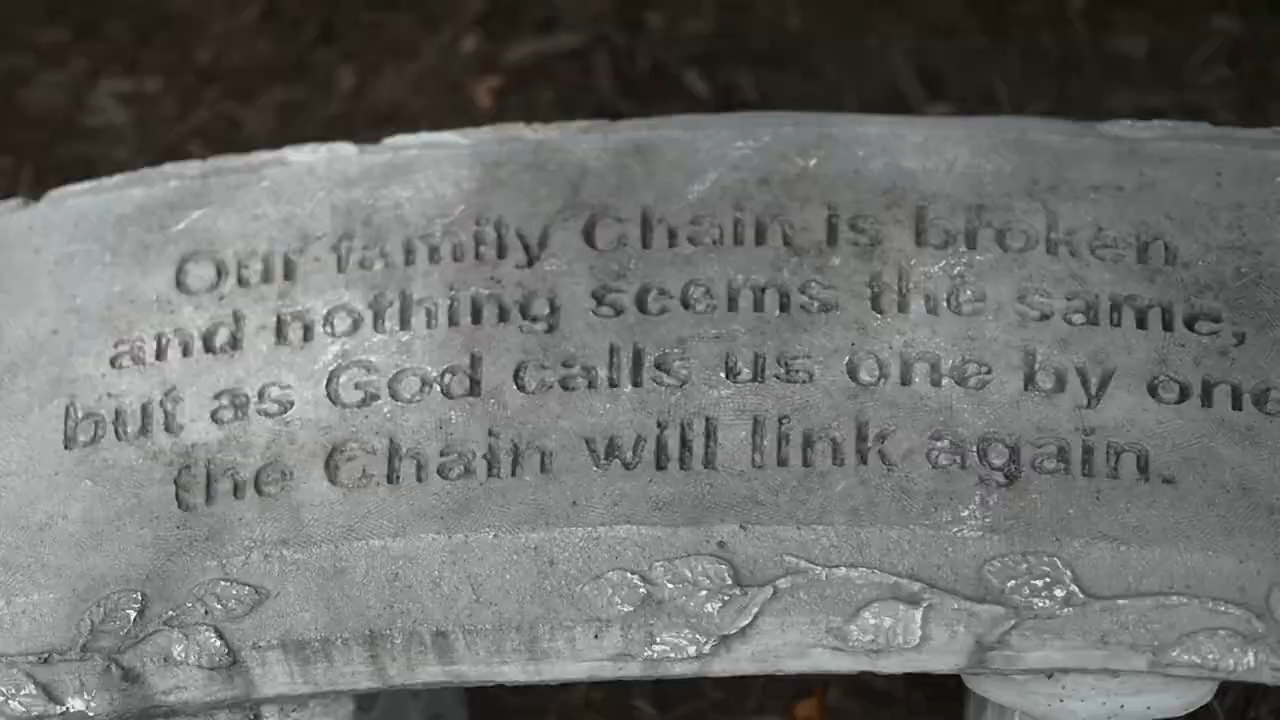 Our family Chain is broken
and nothing seems the same,
but as God calls us one by one
the Chain will link again.